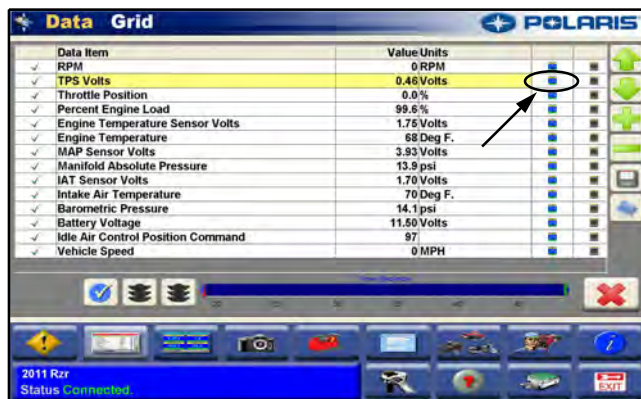 Data Grid
POLARIS
Data Item Value Units
RPM 0 RPM
TPS Volts 0.46 Volts
Throttle Position 0.0 %
Percent Engine Load 99.6 %
Engine Temperature Sensor Volts 1.75 Volts
Engine Temperature 68 Deg F.
MAP Sensor Volts 3.93 Volts
Manifold Absolute Pressure 13.9 psi
IAT Sensor Volts 1.70 Volts
Intake Air Temperature 70 Deg F.
Barometric Pressure 14.1 psi
Battery Voltage 11.50 Volts
Idle Air Control Position Command 97
Vehicle Speed 0 MPH
2011 Rzr
Status Connected.
EXIT